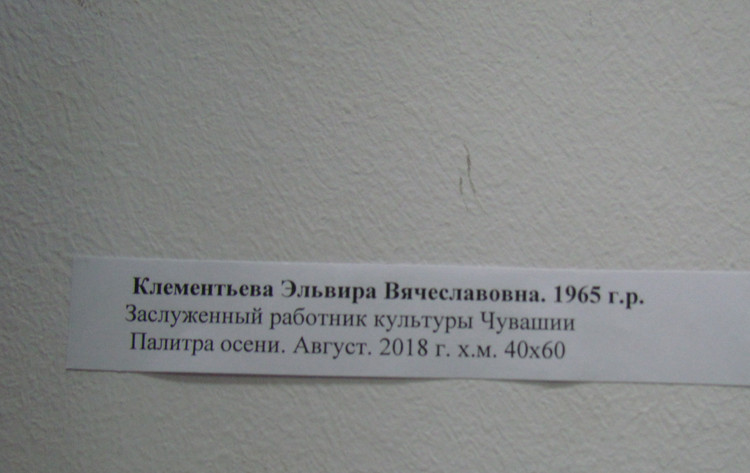 Клементьева Эльвира Вячеславовна. 1965 г.р.
Заслуженный работник культуры Чувашии
Палитра осени. Август. 2018 г. х.м. 40х60